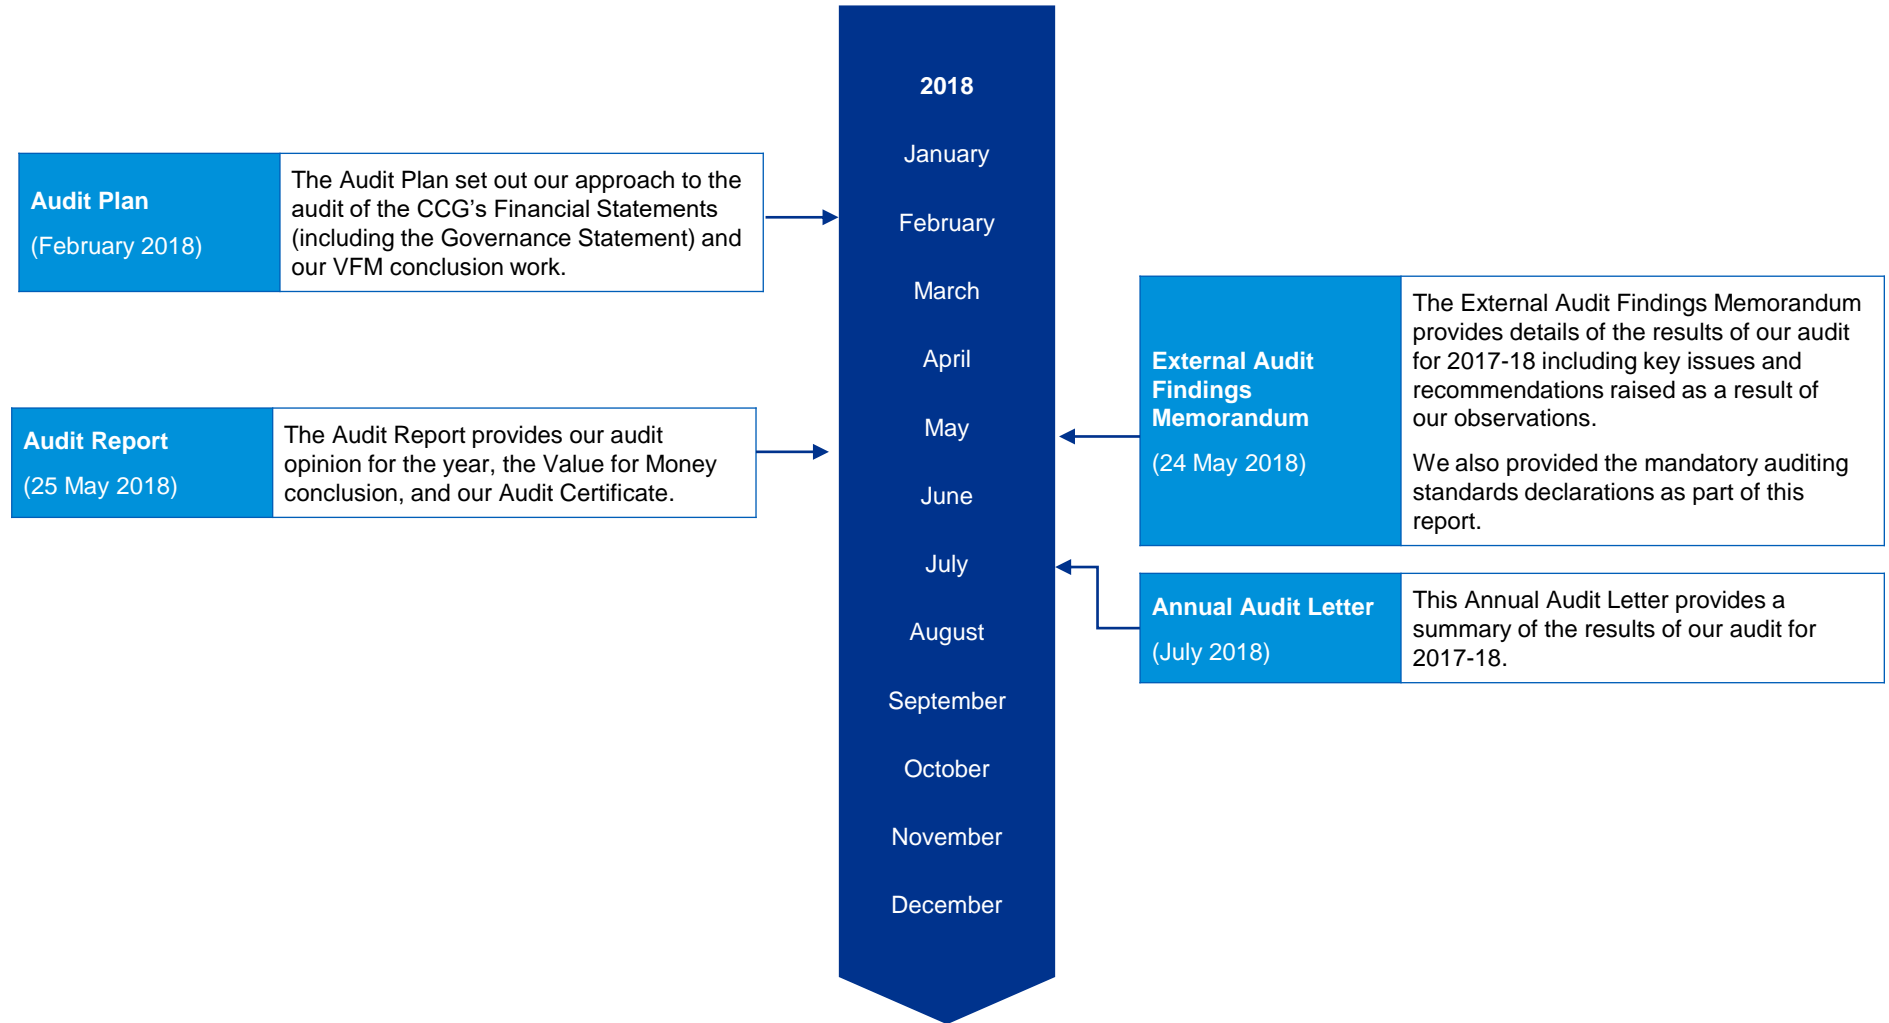 2018
January
February
March
April
May
June
July
August
September
October
November
December
Audit Plan
(February 2018)
The Audit Plan set out our approach to the
audit of the CCG's Financial Statements
(including the Governance Statement) and
our VFM conclusion work.
Audit Report
(25 May 2018)
The Audit Report provides our audit
opinion for the year, the Value for Money
conclusion, and our Audit Certificate.
External Audit
Findings
Memorandum
(24 May 2018)
The External Audit Findings Memorandum
provides details of the results of our audit
for 2017-18 including key issues and
recommendations raised as a result of
our observations.
We also provided the mandatory auditing
standards declarations as part of this
report.
Annual Audit Letter
(July 2018)
This Annual Audit Letter provides a
summary of the results of our audit for
2017-18.